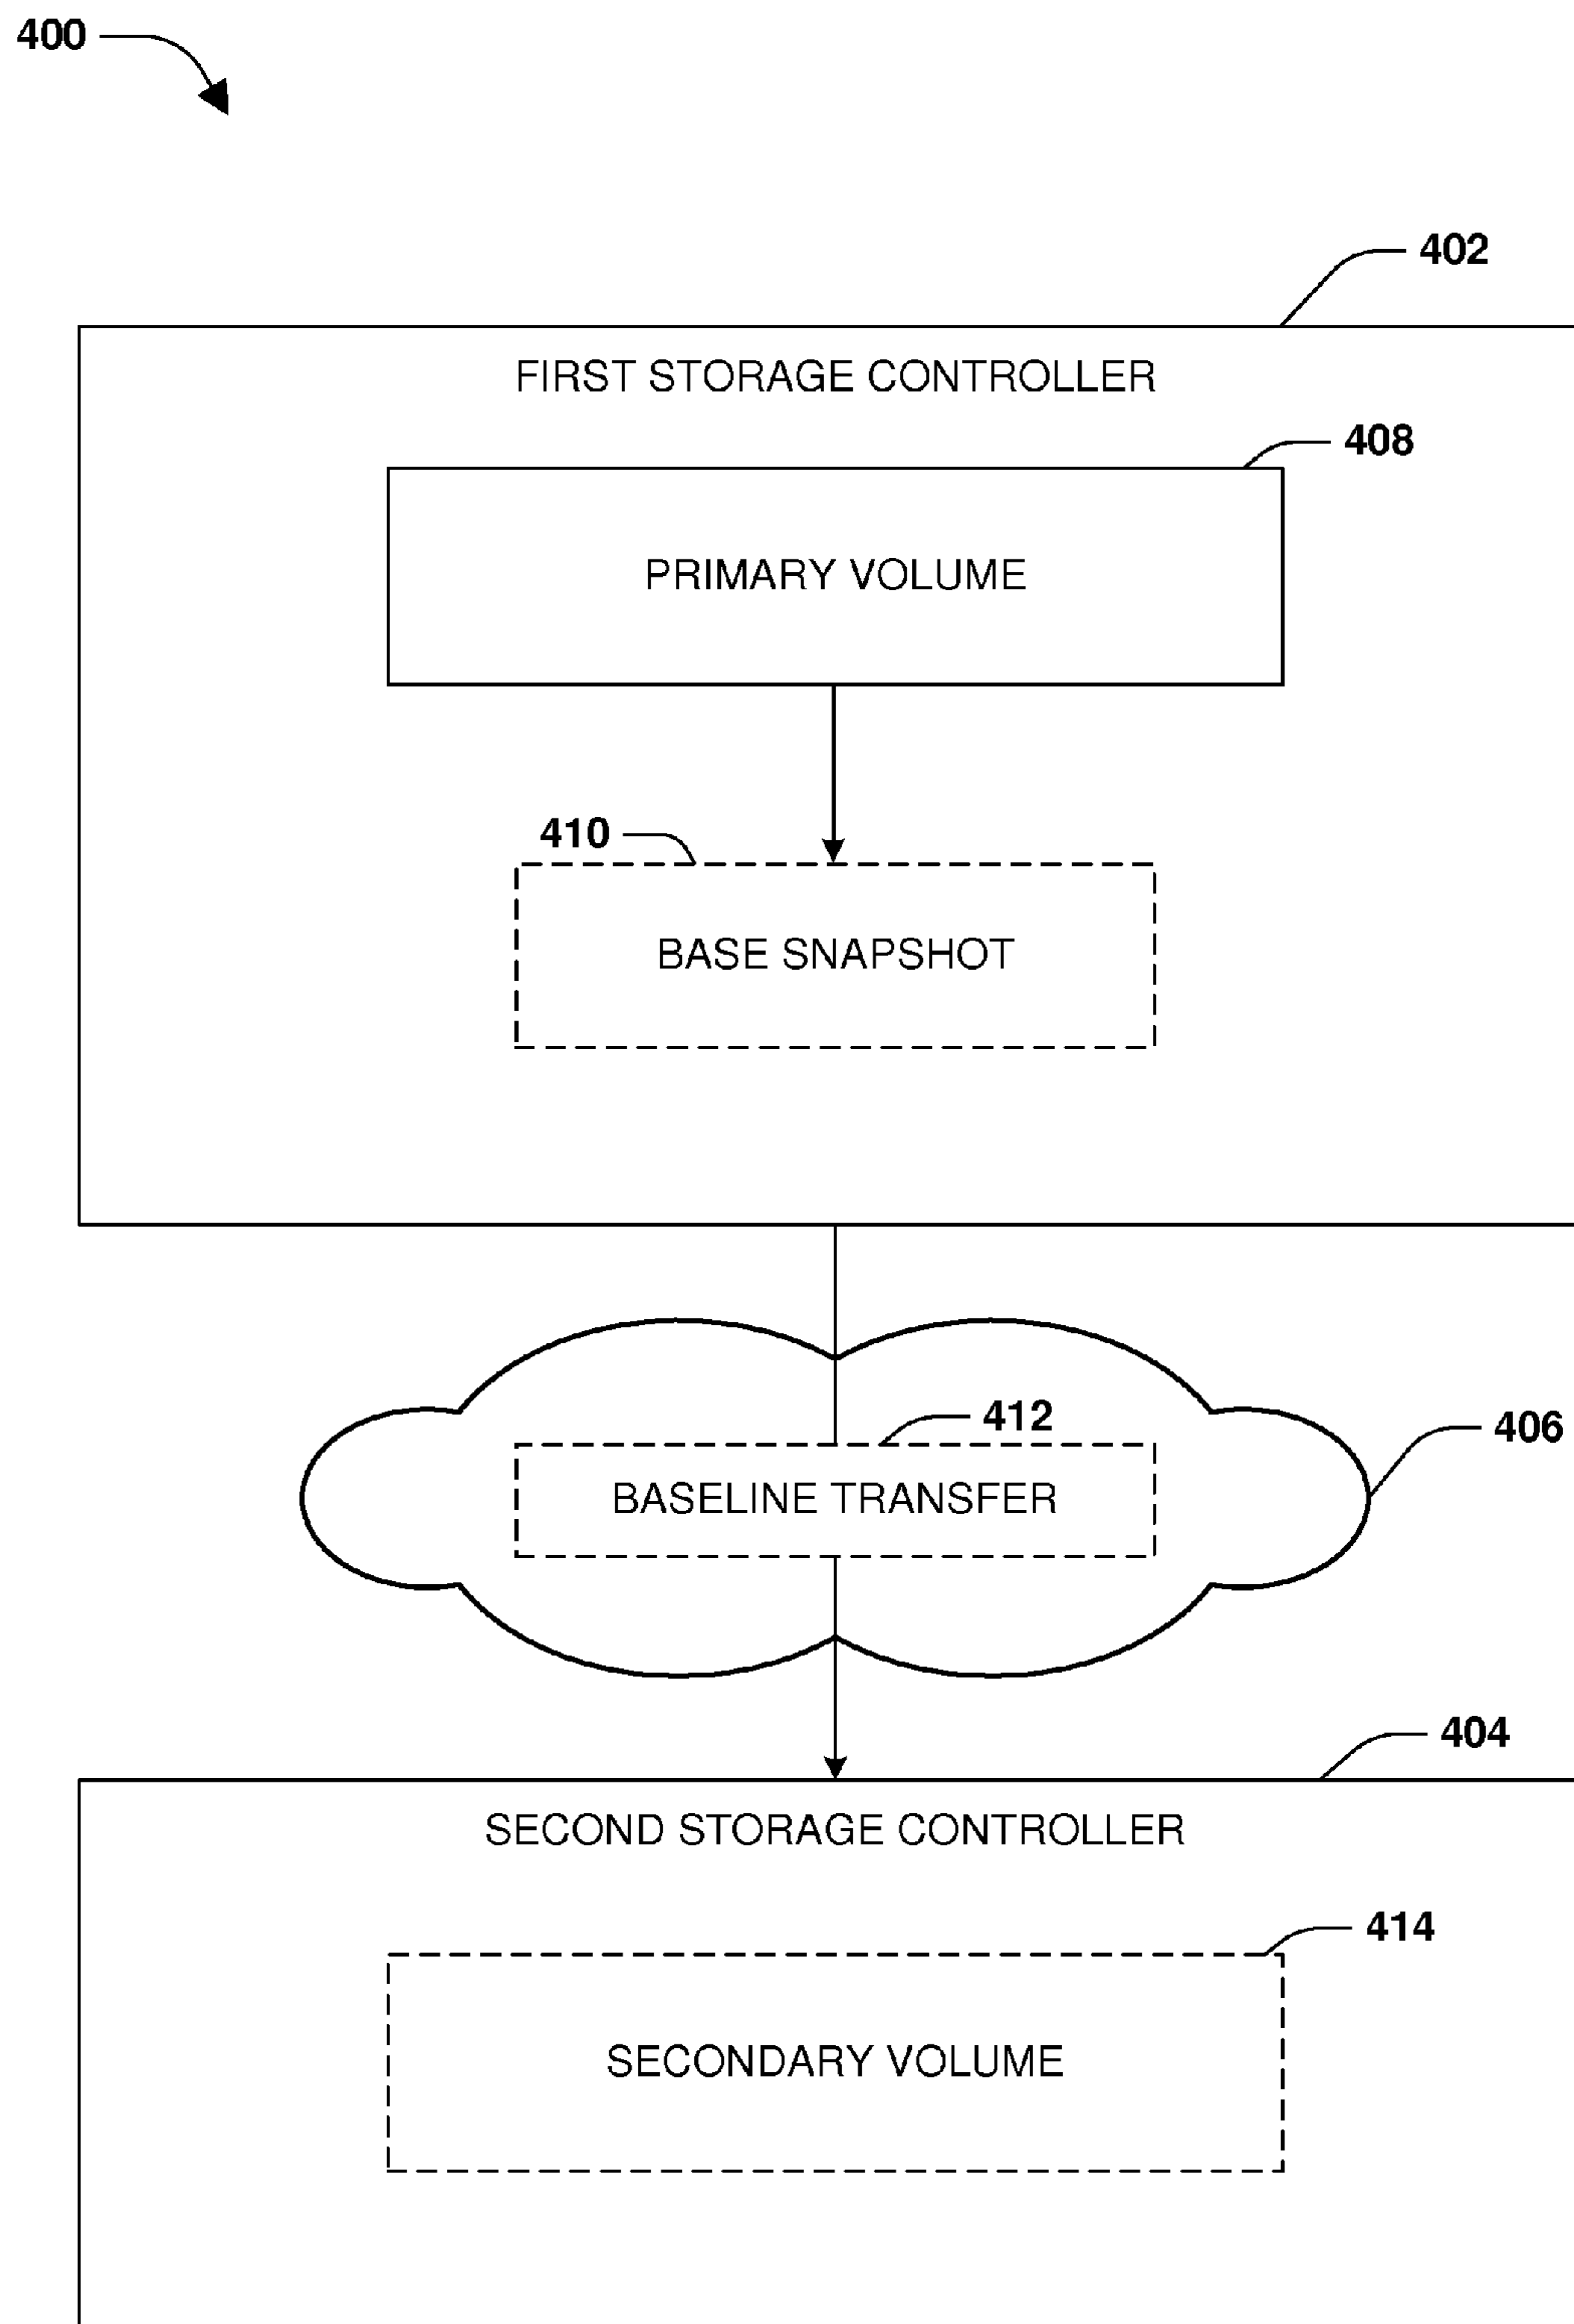 400
402
FIRST STORAGE CONTROLLER
408
PRIMARY VOLUME
410
BASE SNAPSHOT
412
406
BASELINE TRANSFER
404
SECOND STORAGE CONTROLLER
414
SECONDARY VOLUME